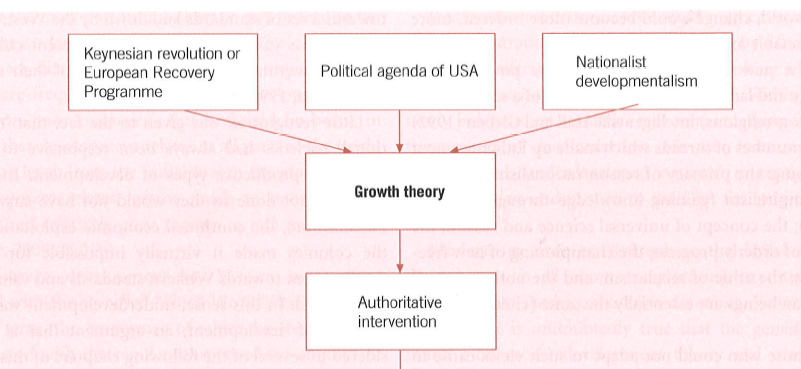 Keynesian revolution or
European Recovery
Programme
Political agenda of USA
Nationalist
developmentalism
Growth theory
Authoritative
intervention